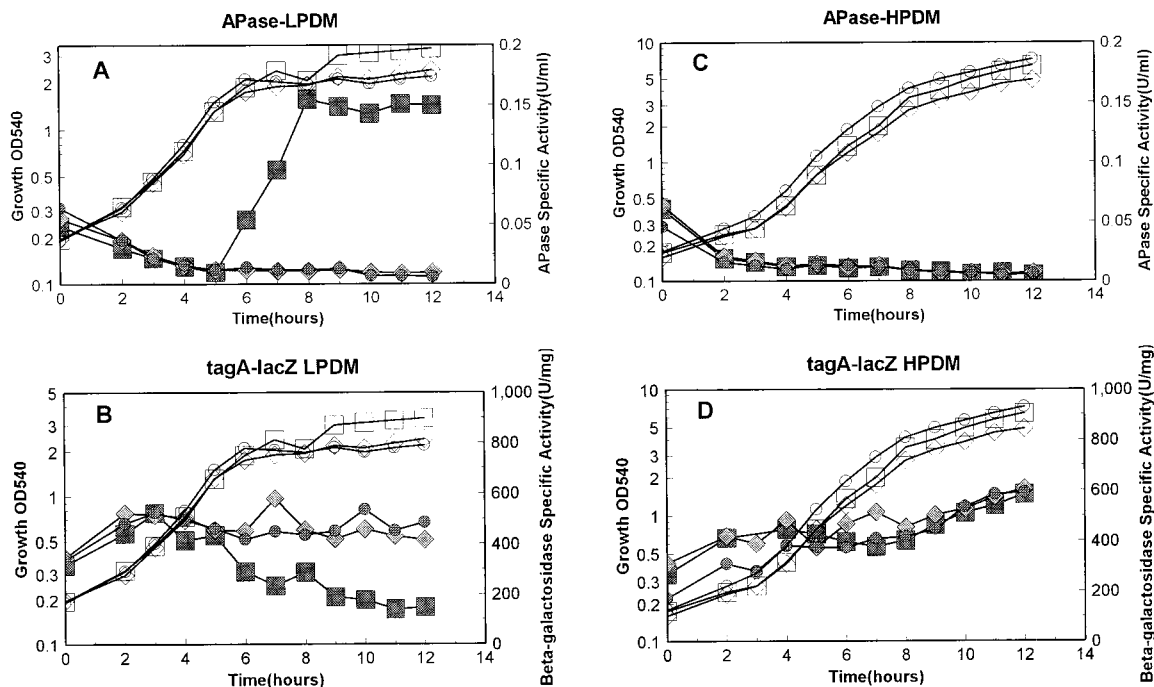 APase-LPDM
A
3
2
1
0.5
0.3
0.2
0.1
Growth OD540
0.2
0.15
0.1
0.05
0
APase Specific Activity(U/ml)
0 2 4 6 8 10 12 14
Time(hours)
APase-HPDM
C
10
5
3
2
1
0.5
0.3
0.2
0.1
Growth OD540
0.2
0.15
0.1
0.05
0
APase Specific Activity(U/ml)
0 2 4 6 8 10 12 14
Time(hours)
tagA-lacZ LPDM
B
5
3
2
1
0.5
0.3
0.2
0.1
Growth OD540
1,000
800
600
400
200
0
Beta-galactosidase Specific Activity(U/mg)
0 2 4 6 8 10 12 14
Time(hours)
tagA-lacZ HPDM
D
10
5
3
2
1
0.5
0.3
0.2
0.1
Growth OD540
1,000
800
600
400
200
0
Beta-galactosidase Specific Activity(U/mg)
0 2 4 6 8 10 12 14
Time(hours)